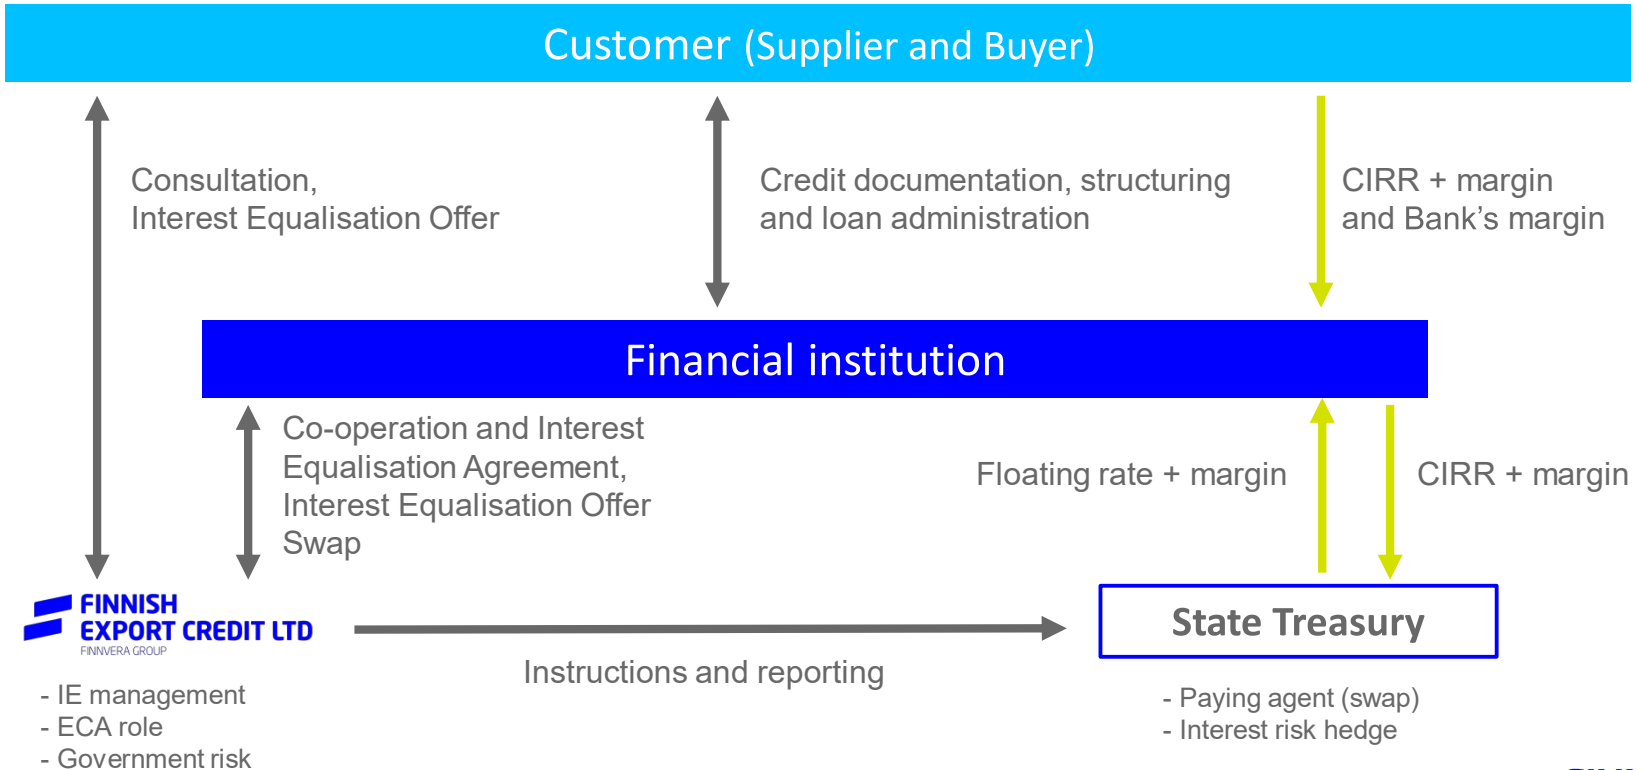 Customer (Supplier and Buyer)
Consultation,
Interest Equalisation Offer
Credit documentation, structuring
and loan administration
CIRR + margin
and Bank's margin
Financial institution
Co-operation and Interest
Equalisation Agreement,
Interest Equalisation Offer
Swap
Floating rate + margin
CIRR + margin
FINNISH
EXPORT CREDIT LTD
FINNVERA GROUP
Instructions and reporting
State Treasury
- IE management
- ECA role
- Government risk
- Paying agent (swap)
- Interest risk hedge